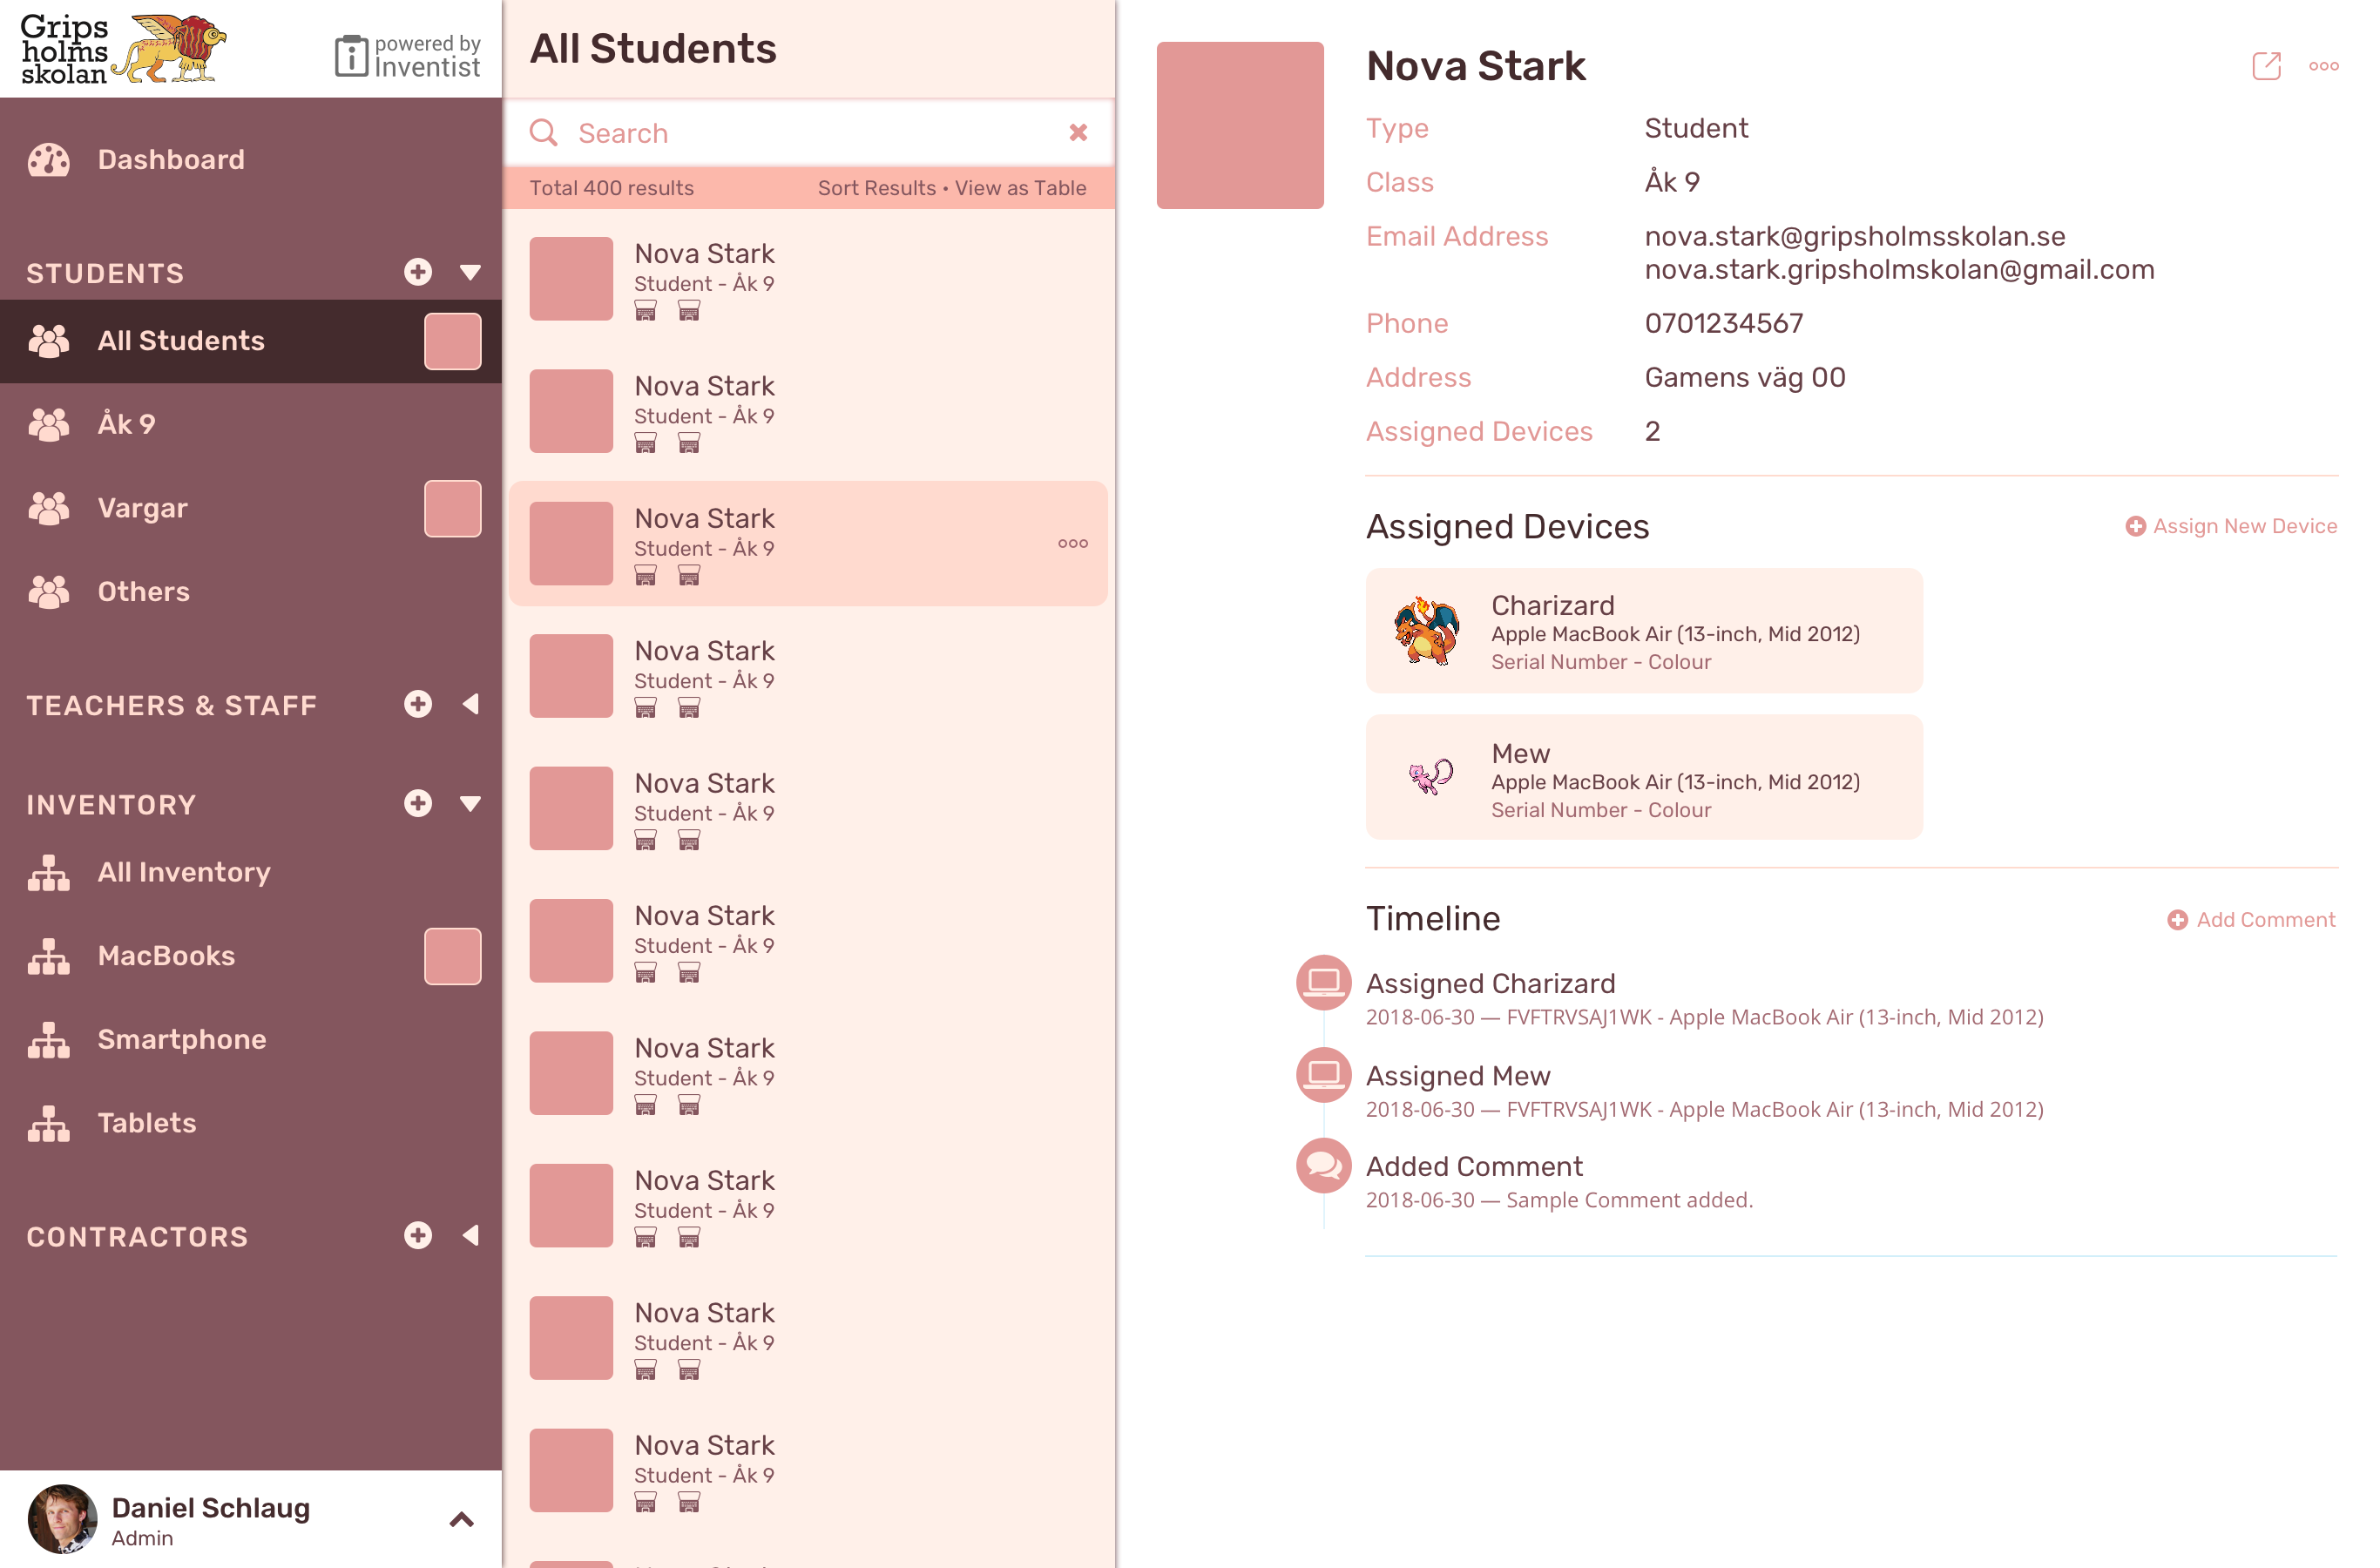 Grips
holms
skolan
powered by
Inventist
Dashboard
STUDENTS
All Students
Åk 9
Vargar
Others
TEACHERS & STAFF
INVENTORY
All Inventory
MacBooks
Smartphone
Tablets
CONTRACTORS
Daniel Schlaug
Admin
All Students
Search
Total 400 results
Sort Results • View as Table
Nova Stark
Student - Åk 9
Nova Stark
Student - Åk 9
Nova Stark
Student - Åk 9
Nova Stark
Student - Åk 9
Nova Stark
Student - Åk 9
Nova Stark
Student - Åk 9
Nova Stark
Student - Åk 9
Nova Stark
Student - Åk 9
Nova Stark
Student - Åk 9
Nova Stark
Student - Åk 9
Nova Stark
Type Student
Class Åk 9
Email Address nova.stark@gripsholmsskolan.se
nova.stark.gripsholmskolan@gmail.com
Phone 0701234567
Address Gamens väg 00
Assigned Devices 2
Assigned Devices
Assign New Device
Charizard
Apple MacBook Air (13-inch, Mid 2012)
Serial Number - Colour
Mew
Apple MacBook Air (13-inch, Mid 2012)
Serial Number - Colour
Timeline
Add Comment
Assigned Charizard
2018-06-30 — FVFTRVSAJ1WK - Apple MacBook Air (13-inch, Mid 2012)
Assigned Mew
2018-06-30 — FVFTRVSAJ1WK - Apple MacBook Air (13-inch, Mid 2012)
Added Comment
2018-06-30 — Sample Comment added.